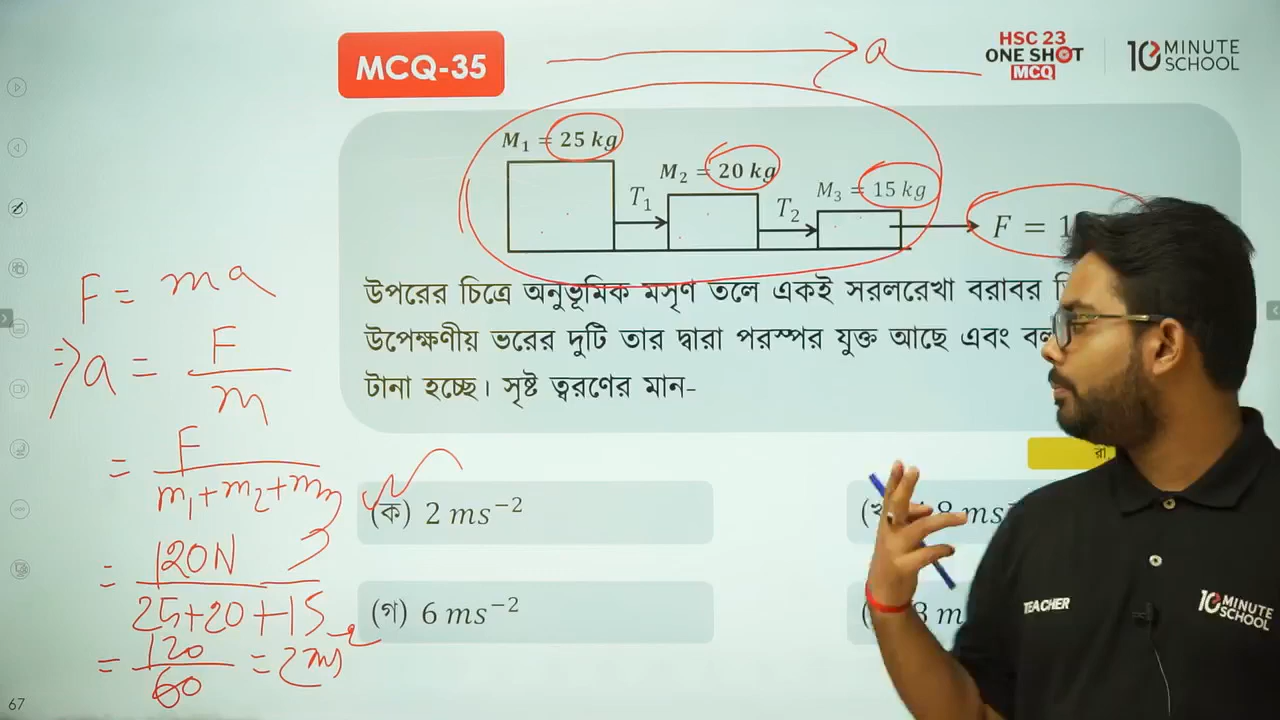 MCQ-35
a
HSC 23
ONE SHOT
MCQ
10 MINUTE
SCHOOL
M₁ = 25 kg
M₂ = 20 kg
M₃ = 15 kg
T₁
T₂
F = 1
উপরের চিত্রে অনুভূমিক মসৃণ তলে একই সরলরেখা বরাবর
উপেক্ষণীয় ভরের দুটি তার দ্বারা পরস্পর যুক্ত আছে এবং বল
টানা হচ্ছে। সৃষ্ট ত্বরণের মান-
(ক) 2 ms⁻²
(গ) 6 ms⁻²
F = ma
⇒ a = F/m
= F/m₁+m₂+m₃
= 120N/25+20+15
= 120/60 = 2ms⁻²
TEACHER
10 MINUTE
SCHOOL
67